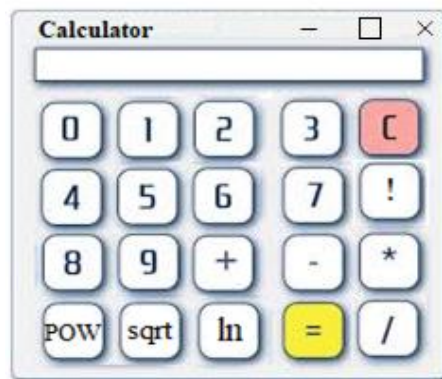 Calculator
0 1 2 3 C
4 5 6 7 !
8 9 + - *
POW sqrt ln = /